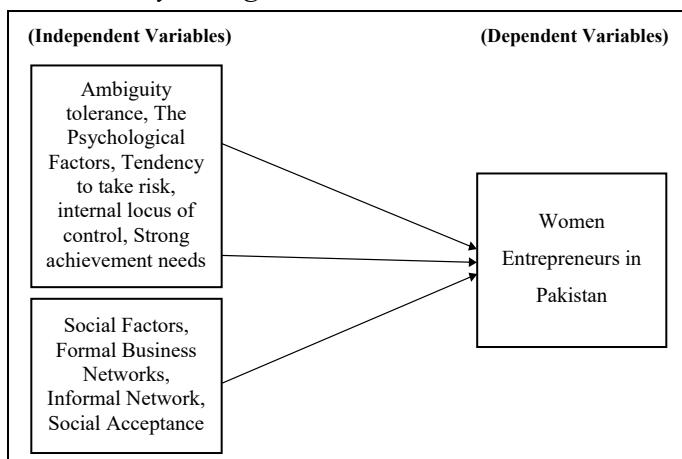 (Independent Variables)
(Dependent Variables)
Ambiguity
tolerance, The
Psychological
Factors, Tendency
to take risk,
internal locus of
control, Strong
achievement needs
Social Factors,
Formal Business
Networks,
Informal Network,
Social Acceptance
Women
Entrepreneurs in
Pakistan